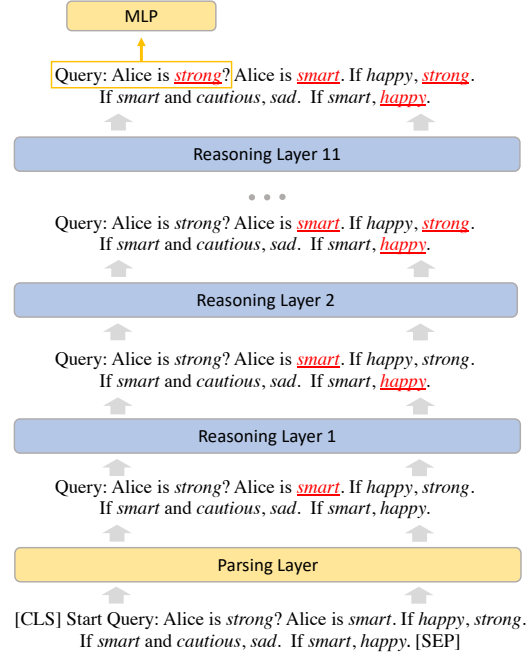 MLP
Query: Alice is strong? Alice is smart. If happy, strong.
If smart and cautious, sad. If smart, happy.
Reasoning Layer 11
...
Query: Alice is strong? Alice is smart. If happy, strong.
If smart and cautious, sad. If smart, happy.
Reasoning Layer 2
Query: Alice is strong? Alice is smart. If happy, strong.
If smart and cautious, sad. If smart, happy.
Reasoning Layer 1
Query: Alice is strong? Alice is smart. If happy, strong.
If smart and cautious, sad. If smart, happy.
Parsing Layer
[CLS] Start Query: Alice is strong? Alice is smart. If happy, strong.
If smart and cautious, sad. If smart, happy. [SEP]